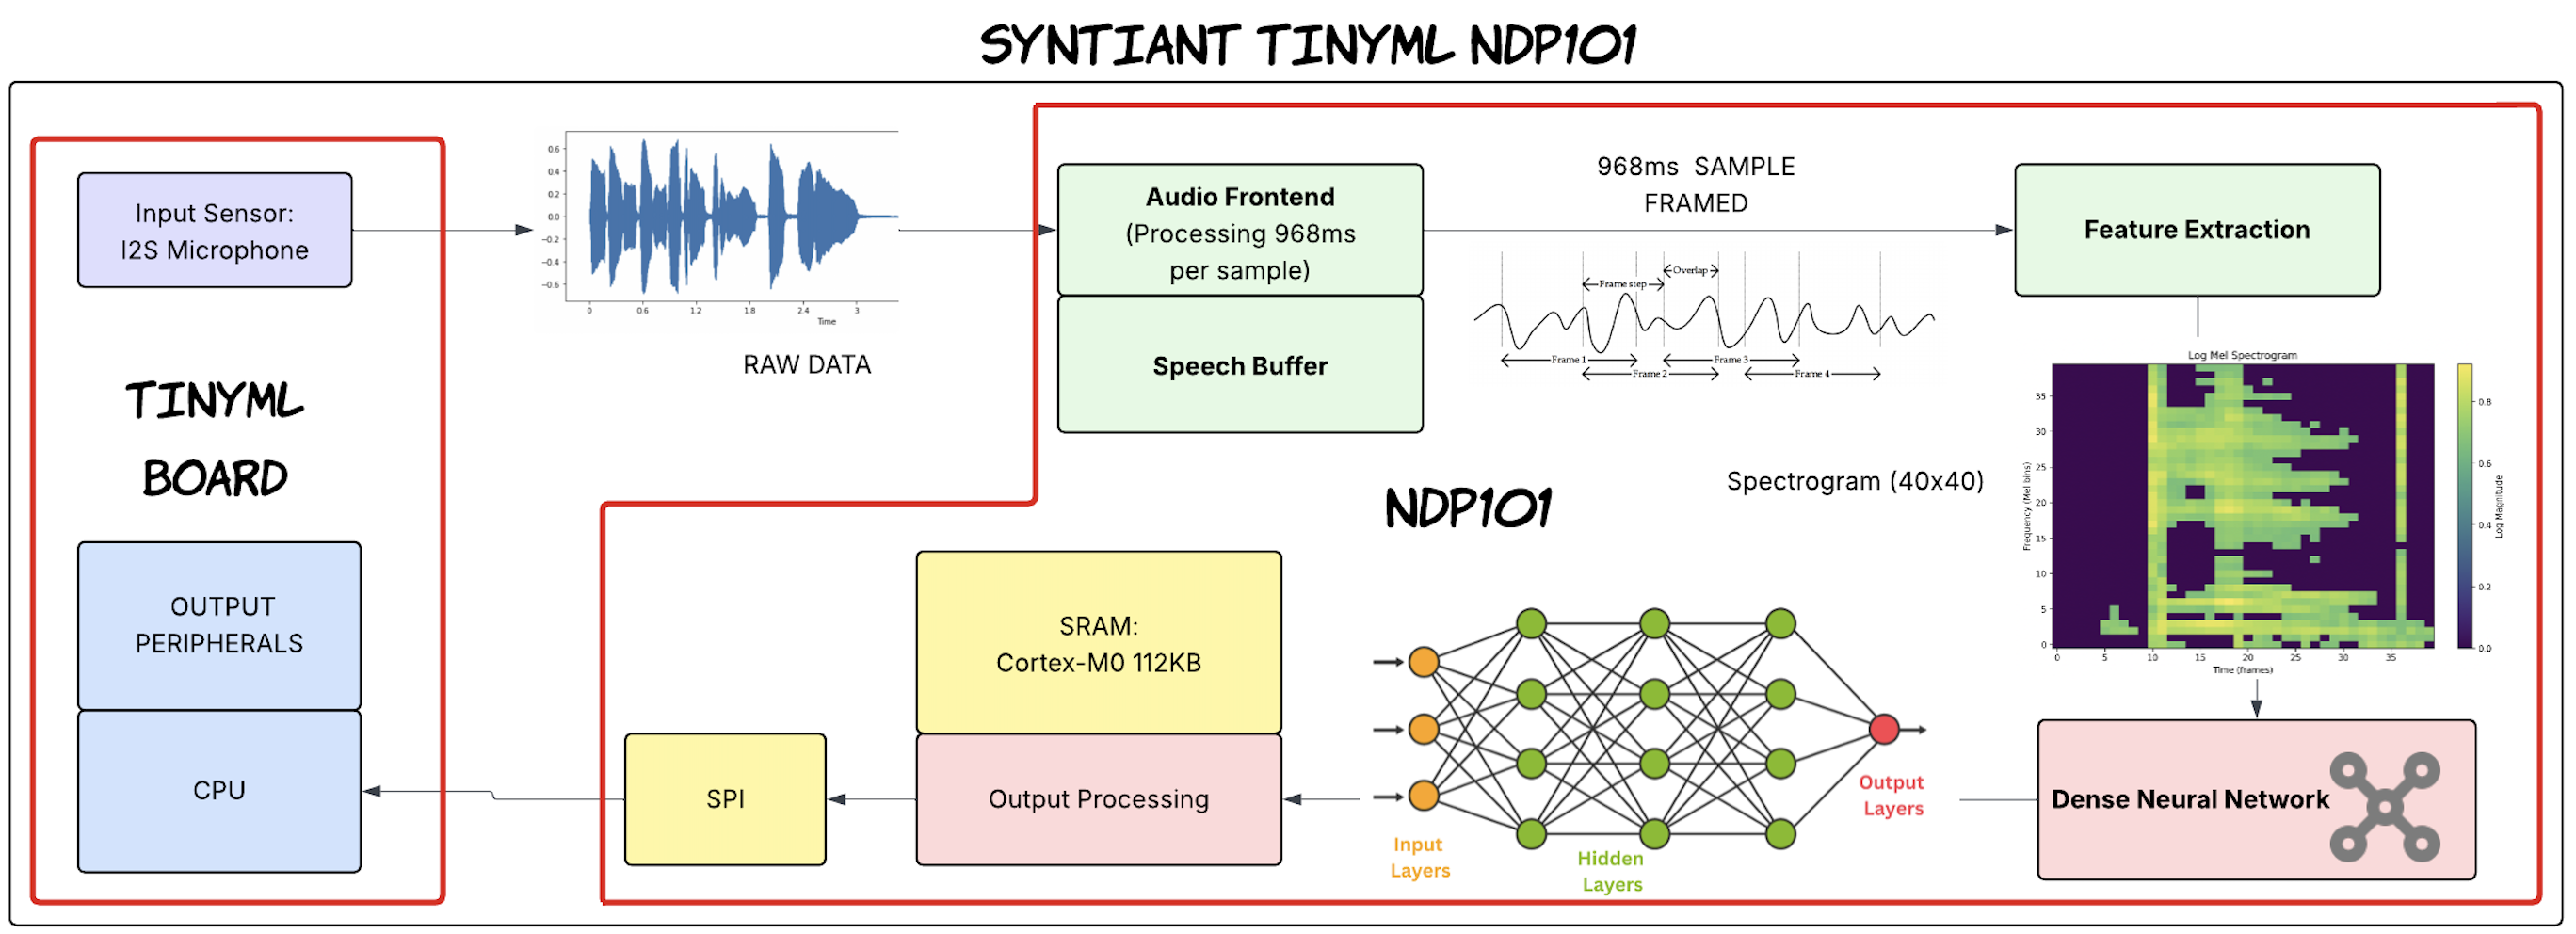 SYNTIANT TINYML NDP101
Input Sensor:
I2S Microphone
TINYML
BOARD
OUTPUT
PERIPHERALS
CPU
0.6
0.4
0.2
0.0
−0.2
−0.4
−0.6
0 0.6 1.2 1.8 2.4 3
Time
RAW DATA
Audio Frontend
(Processing 968ms
per sample)
Speech Buffer
968ms SAMPLE
FRAMED
Overlap
Frame step
Frame 1
Frame 3
Frame 2
Frame 4
Feature Extraction
Log Mel Spectrogram
35
30
25
20
15
10
5
0
Frequency (Mel bins)
0 5 10 15 20 25 30 35
Time (frames)
0.8
0.6
0.4
0.2
0.0
Log Magnitude
Spectrogram (40x40)
NDP101
Dense Neural Network
Input
Layers
Hidden
Layers
Output
Layers
SRAM:
Cortex-M0 112KB
Output Processing
SPI